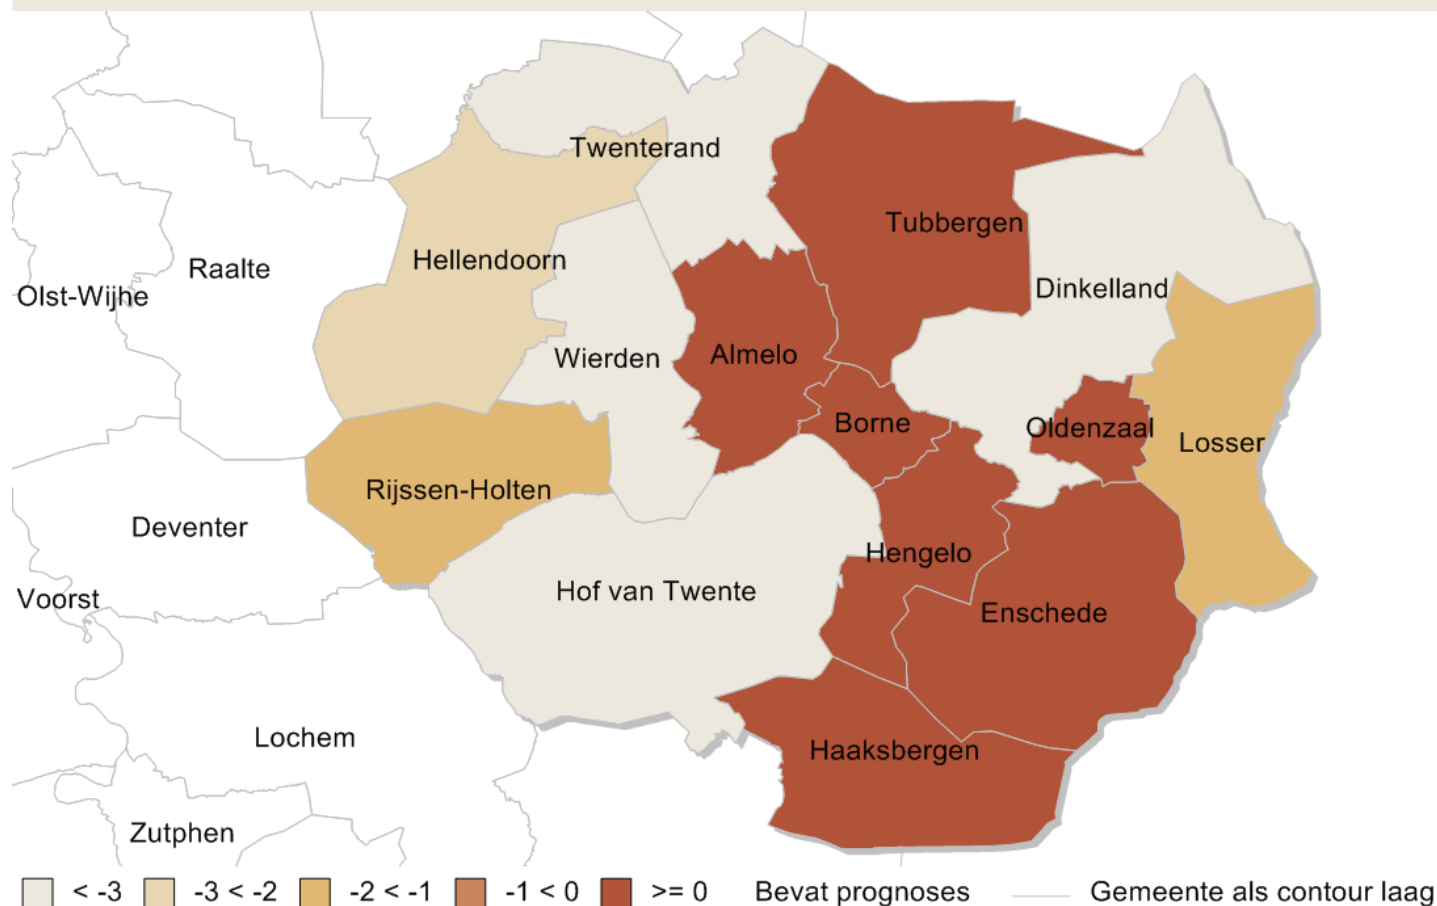 Twenterand
Tubbergen
Hellendoorn
Raalte
Dinkelland
Olst-Wijhe
Wierden
Almelo
Borne
Oldenzaal
Losser
Rijssen-Holten
Deventer
Hengelo
Hof van Twente
Voorst
Enschede
Lochem
Haaksbergen
Zutphen
< -3 -3 < -2 -2 < -1 -1 < 0 >= 0 Bevat prognoses Gemeente als contour laag